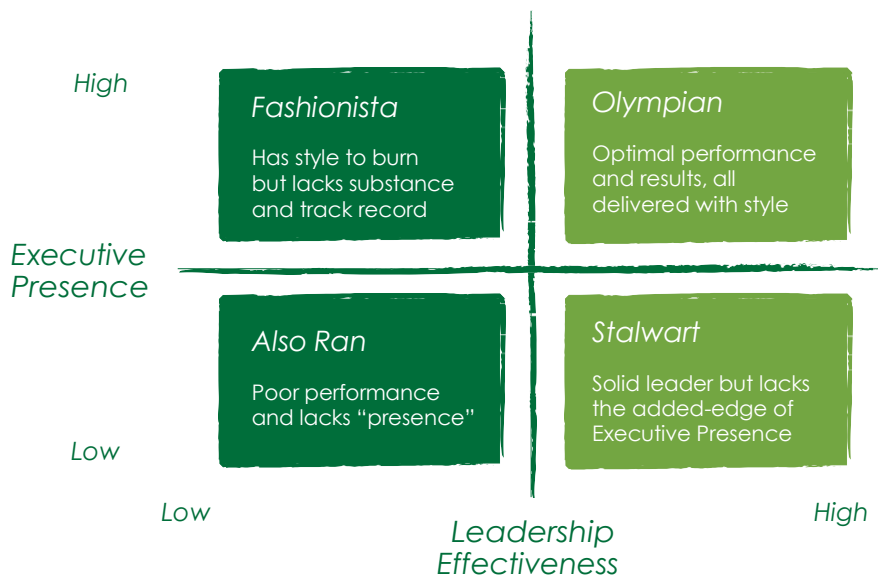 High
Fashionista
Has style to burn
but lacks substance
and track record
Olympian
Optimal performance
and results, all
delivered with style
Executive
Presence
Also Ran
Poor performance
and lacks “presence”
Stalwart
Solid leader but lacks
the added-edge of
Executive Presence
Low
Low
High
Leadership
Effectiveness